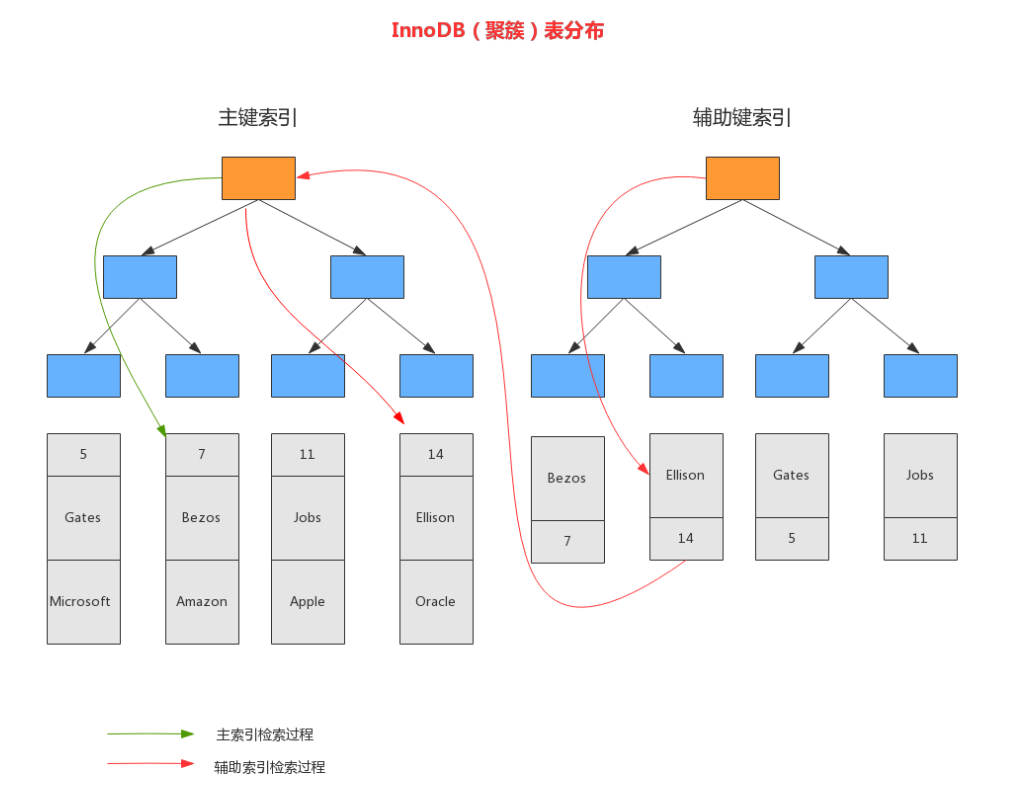 InnoDB（聚簇）表分布
主键索引
辅助键索引
5
7
11
14
Gates
Bezos
Jobs
Ellison
Microsoft
Amazon
Apple
Oracle
Bezos
Ellison
Gates
Jobs
7
14
5
11
主索引检索过程
辅助索引检索过程